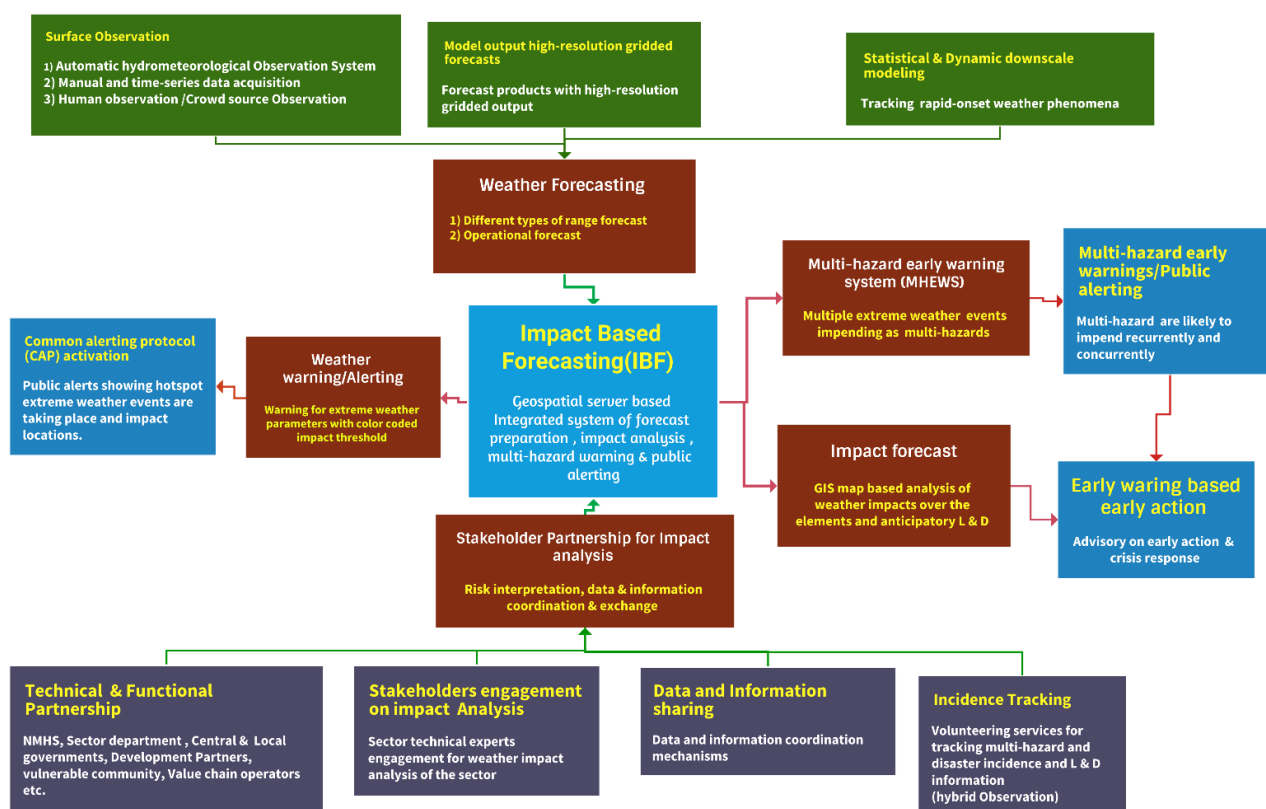 Surface Observation
1) Automatic hydrometeorological Observation System
2) Manual and time-series data acquisition
3) Human observation /Crowd source Observation
Model output high-resolution gridded
forecasts
Forecast products with high-resolution
gridded output
Statistical & Dynamic downscale
modeling
Tracking rapid-onset weather phenomena
Weather Forecasting
1) Different types of range forecast
2) Operational forecast
Multi-hazard early warning
system (MHEWS)
Multiple extreme weather events
impending as multi-hazards
Multi-hazard early
warnings/Public
alerting
Multi-hazard are likely to
impend recurrently and
concurrently
Common alerting protocol
(CAP) activation
Public alerts showing hotspot
extreme weather events are
taking place and impact
locations.
Weather
warning/Alerting
Warning for extreme weather
parameters with color coded
impact threshold
Impact Based
Forecasting(IBF)
Geospatial server based
Integrated system of forecast
preparation , impact analysis ,
multi-hazard warning & public
alerting
Impact forecast
GIS map based analysis of
weather impacts over the
elements and anticipatory L & D
Early waring based
early action
Advisory on early action &
crisis response
Stakeholder Partnership for Impact
analysis
Risk interpretation, data & information
coordination & exchange
Technical & Functional
Partnership
NMHS, Sector department , Central & Local
governments, Development Partners,
vulnerable community, Value chain operators
etc.
Stakeholders engagement
on impact Analysis
Sector technical experts
engagement for weather impact
analysis of the sector
Data and Information
sharing
Data and information coordination
mechanisms
Incidence Tracking
Volunteering services for
tracking multi-hazard and
disaster incidence and L & D
information
(hybrid Observation)